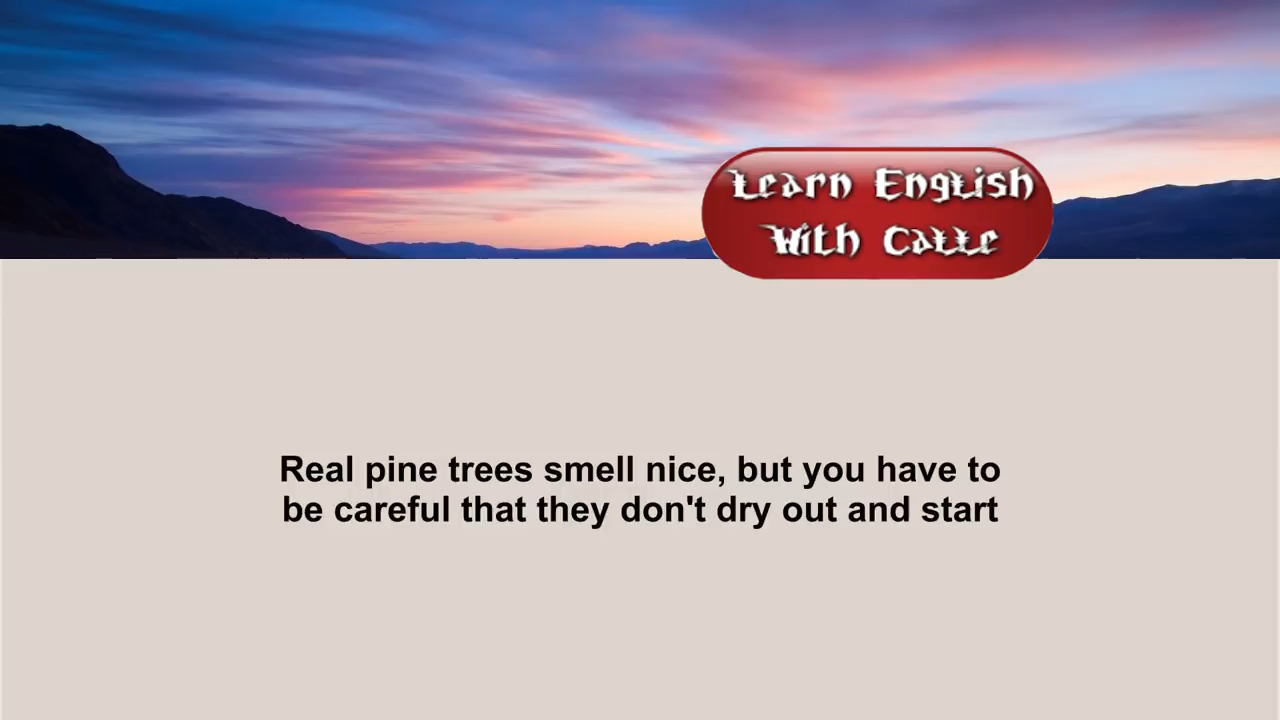 Learn English
With Calle
Real pine trees smell nice, but you have to
be careful that they don't dry out and start